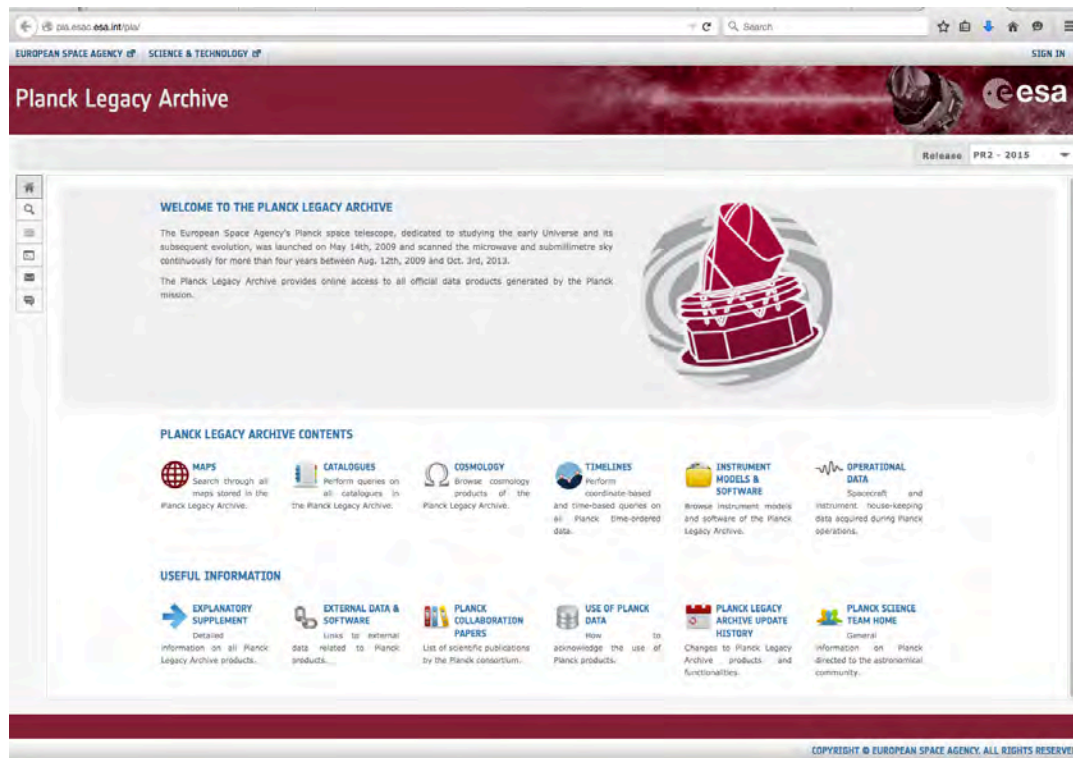 pla.esac.esa.int/pla/
Search
EUROPEAN SPACE AGENCY
SCIENCE & TECHNOLOGY
SIGN IN
Planck Legacy Archive
esa
Release PR2 - 2015
WELCOME TO THE PLANCK LEGACY ARCHIVE
The European Space Agency's Planck space telescope, dedicated to studying the early Universe and its
subsequent evolution, was launched on May 14th, 2009 and scanned the microwave and submillimetre sky
continuously for more than four years between Aug. 12th, 2009 and Oct. 3rd, 2013.
The Planck Legacy Archive provides online access to all official data products generated by the Planck
mission.
PLANCK LEGACY ARCHIVE CONTENTS
MAPS
Search through all
maps stored in the
Planck Legacy Archive.
CATALOGUES
Perform queries on
all catalogues in
the Planck Legacy Archive.
COSMOLOGY
Browse cosmology
products of the
Planck Legacy Archive.
TIMELINES
Perform
coordinate-based
and time-based queries on
all Planck time-ordered
data.
INSTRUMENT
MODELS &
SOFTWARE
Browse instrument models
and software of the Planck
Legacy Archive.
OPERATIONAL
DATA
Spacecraft and
instrument house-keeping
data acquired during Planck
operations.
USEFUL INFORMATION
EXPLANATORY
SUPPLEMENT
Detailed
information on all Planck
Legacy Archive products.
EXTERNAL DATA &
SOFTWARE
Links to external
data related to Planck
products.
PLANCK
COLLABORATION
PAPERS
List of scientific publications
by the Planck consortium.
USE OF PLANCK
DATA
How to
acknowledge the use of
Planck products.
PLANCK LEGACY
ARCHIVE UPDATE
HISTORY
Changes to Planck Legacy
Archive products and
functionalities.
PLANCK SCIENCE
TEAM HOME
General
information on Planck
directed to the astronomical
community.
COPYRIGHT © EUROPEAN SPACE AGENCY. ALL RIGHTS RESERVE